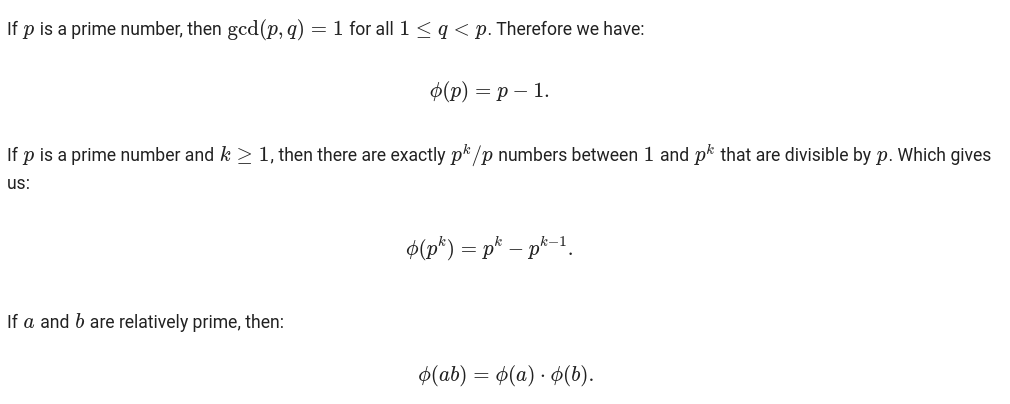 If p is a prime number, then gcd(p, q) = 1 for all 1 ≤ q < p. Therefore we have:
ϕ(p) = p − 1.
If p is a prime number and k ≥ 1, then there are exactly p^k/p numbers between 1 and p^k that are divisible by p. Which gives
us:
ϕ(p^k) = p^k − p^{k−1}.
If a and b are relatively prime, then:
ϕ(ab) = ϕ(a) ⋅ ϕ(b).